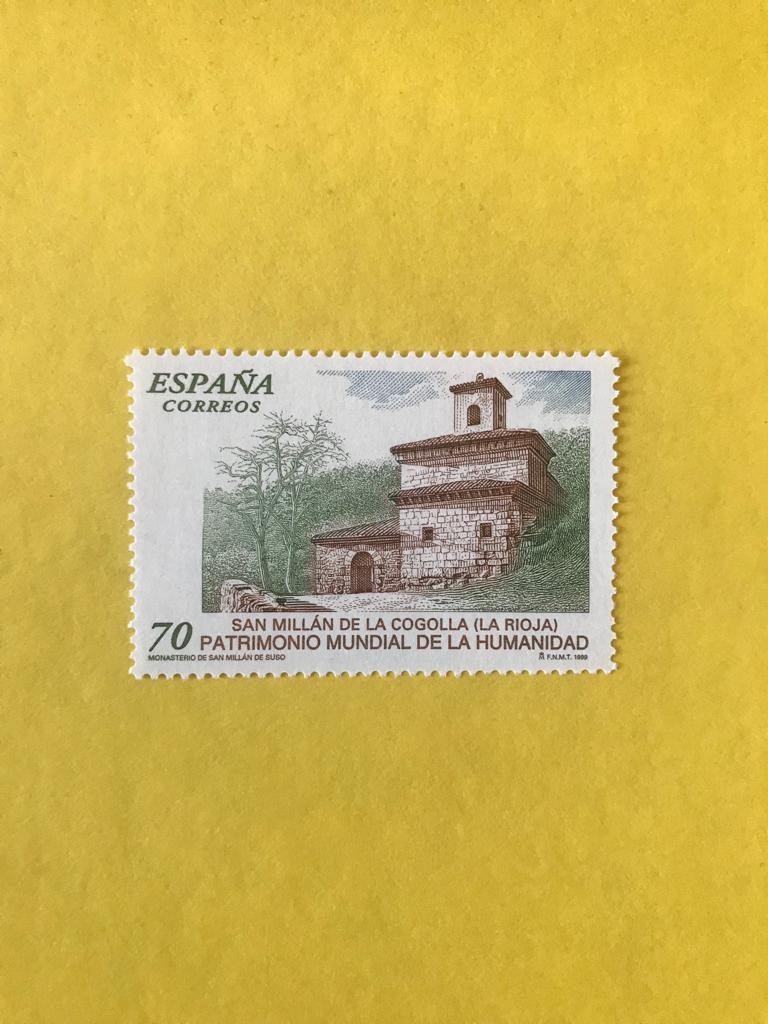 ESPAÑA
CORREOS
SAN MILLÁN DE LA COGOLLA (LA RIOJA)
70 PATRIMONIO MUNDIAL DE LA HUMANIDAD
MONASTERIO DE SAN MILLÁN DE SUSO
F.N.M.T. 1999